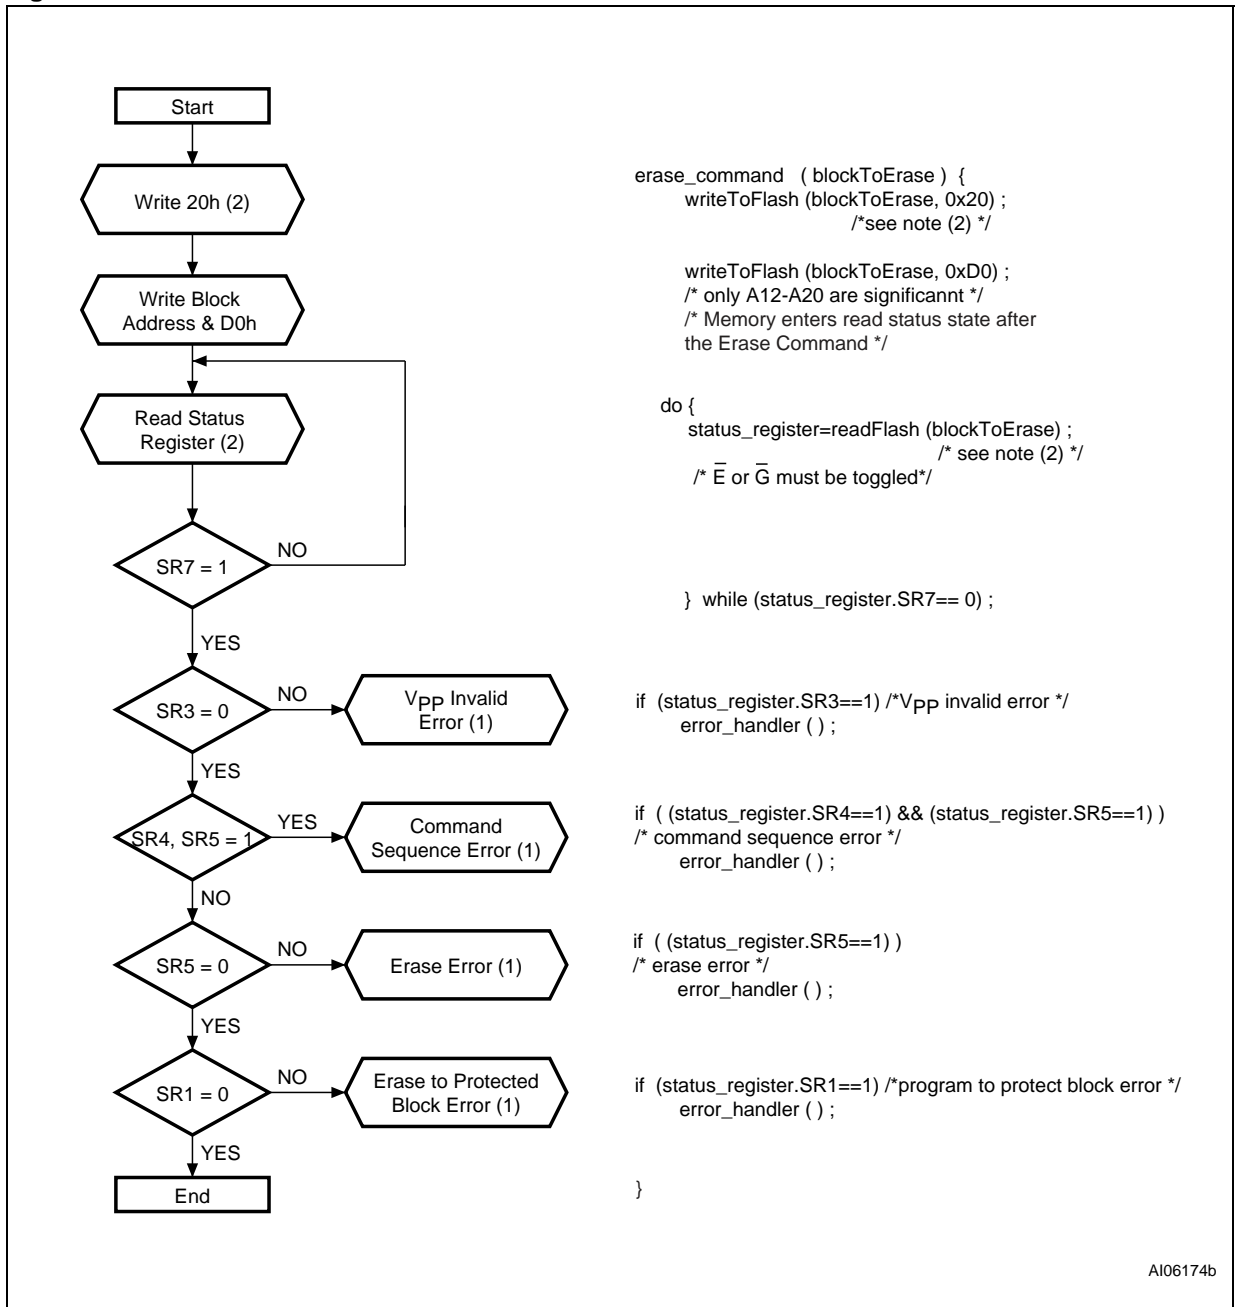 Start
Write 20h (2)
Write Block
Address & D0h
Read Status
Register (2)
SR7 = 1
NO
YES
SR3 = 0
NO
VPP Invalid
Error (1)
YES
SR4, SR5 = 1
YES
Command
Sequence Error (1)
NO
SR5 = 0
NO
Erase Error (1)
YES
SR1 = 0
NO
Erase to Protected
Block Error (1)
YES
End
erase_command ( blockToErase ) {
writeToFlash (blockToErase, 0x20) ;
/*see note (2) */
writeToFlash (blockToErase, 0xD0) ;
/* only A12-A20 are significannt */
/* Memory enters read status state after
the Erase Command */
do {
status_register=readFlash (blockToErase) ;
/* see note (2) */
/* E̅ or G̅ must be toggled*/
} while (status_register.SR7== 0) ;
if (status_register.SR3==1) /*VPP invalid error */
error_handler ( ) ;
if ( (status_register.SR4==1) && (status_register.SR5==1) )
/* command sequence error */
error_handler ( ) ;
if ( (status_register.SR5==1) )
/* erase error */
error_handler ( ) ;
if (status_register.SR1==1) /*program to protect block error */
error_handler ( ) ;
}
AI06174b